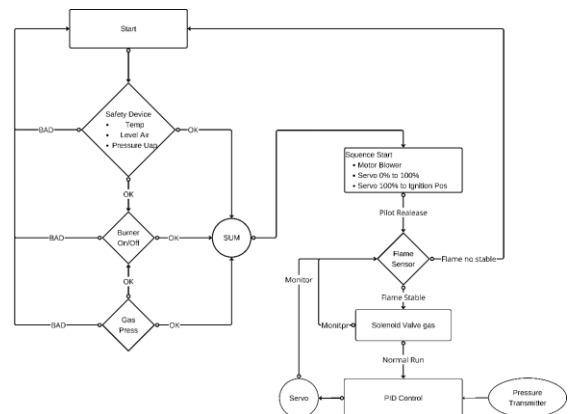 Start
Safety Device
• Temp
• Level Air
• Pressure Uap
BAD
OK
OK
Burner
On/Off
BAD
OK
OK
Gas
Press
BAD
OK
SUM
Squence Start
• Motor Blower
• Servo 0% to 100%
• Servo 100% to Ignition Pos
Pilot Realease
Flame
Sensor
Flame no stable
Monitor
Flame Stable
Solenoid Valve gas
Monitpr
Normal Run
Servo
PID Control
Pressure
Transmitter